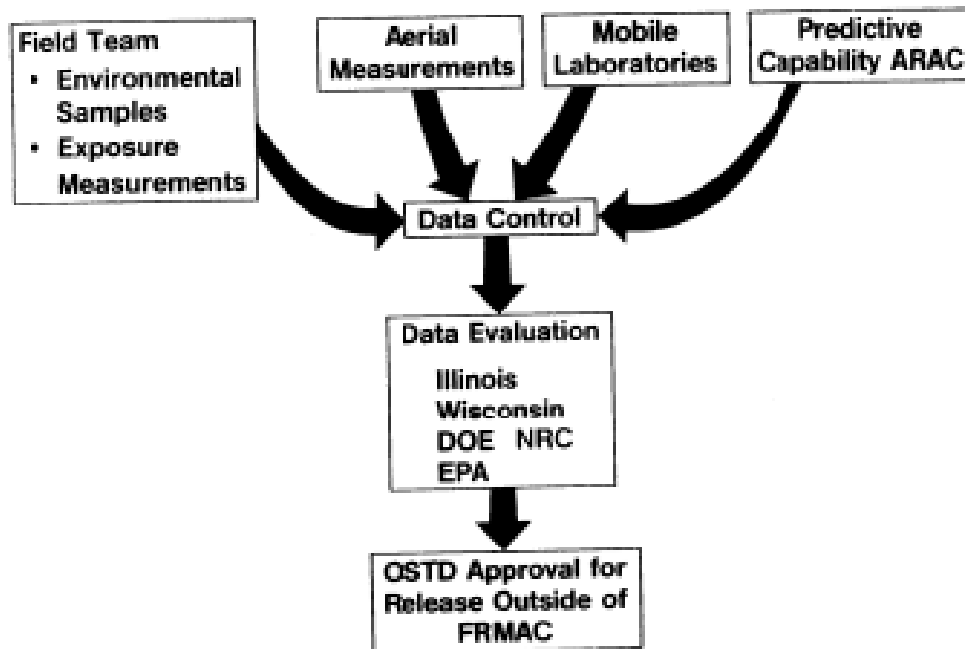 Field Team
• Environmental
Samples
• Exposure
Measurements
Aerial
Measurements
Mobile
Laboratories
Predictive
Capability ARAC
Data Control
Data Evaluation
Illinois
Wisconsin
DOE NRC
EPA
OSTD Approval for
Release Outside of
FRMAC